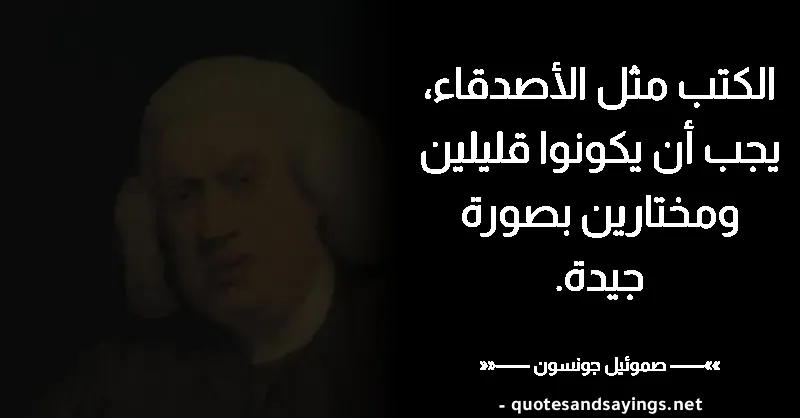 الكتب مثل الأصدقاء،
يجب أن يكونوا قليلين
ومختارين بصورة
جيدة.
»»―― صموئيل جونسون ――««
- quotesandsayings.net